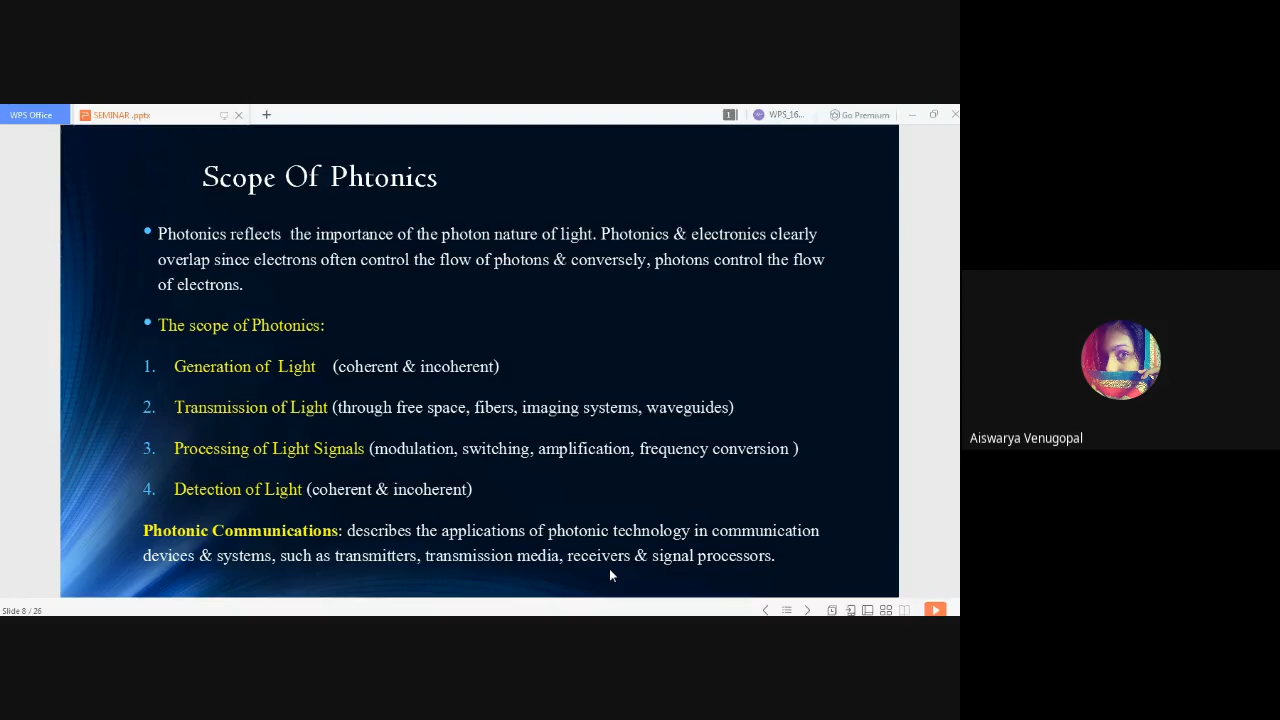 WPS Office
SEMINAR .pptx
1
WPS_16...
Go Premium
Scope Of Phtonics
Photonics reflects the importance of the photon nature of light. Photonics & electronics clearly
overlap since electrons often control the flow of photons & conversely, photons control the flow
of electrons.
The scope of Photonics:
1. Generation of Light (coherent & incoherent)
2. Transmission of Light (through free space, fibers, imaging systems, waveguides)
3. Processing of Light Signals (modulation, switching, amplification, frequency conversion )
4. Detection of Light (coherent & incoherent)
Photonic Communications: describes the applications of photonic technology in communication
devices & systems, such as transmitters, transmission media, receivers & signal processors.
Slide 8 / 26
Aiswarya Venugopal